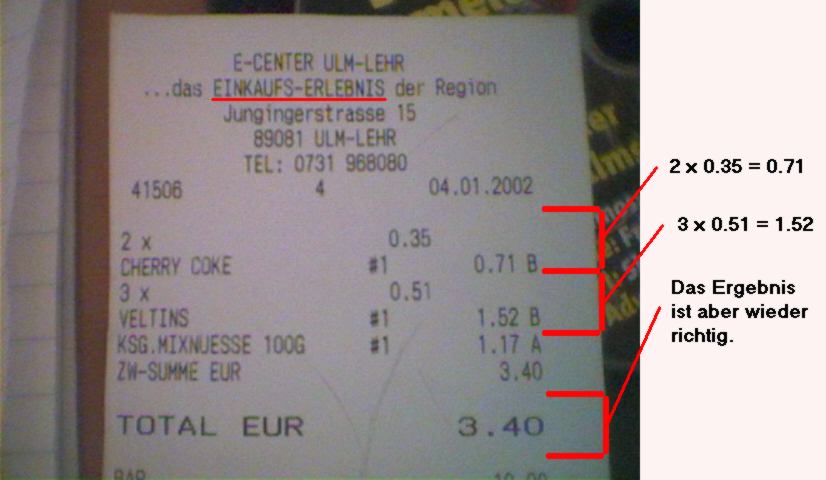 E-CENTER ULM-LEHR
...das EINKAUFS-ERLEBNIS der Region
Jungingerstrasse 15
89081 ULM-LEHR
TEL: 0731 968080
41506 4 04.01.2002
2 x 0.35
CHERRY COKE #1 0.71 B
3 x 0.51
VELTINS #1 1.52 B
KSG.MIXNUESSE 100G #1 1.17 A
ZW-SUMME EUR 3.40
TOTAL EUR 3.40
BAR 10.00
2 x 0.35 = 0.71
3 x 0.51 = 1.52
Das Ergebnis
ist aber wieder
richtig.